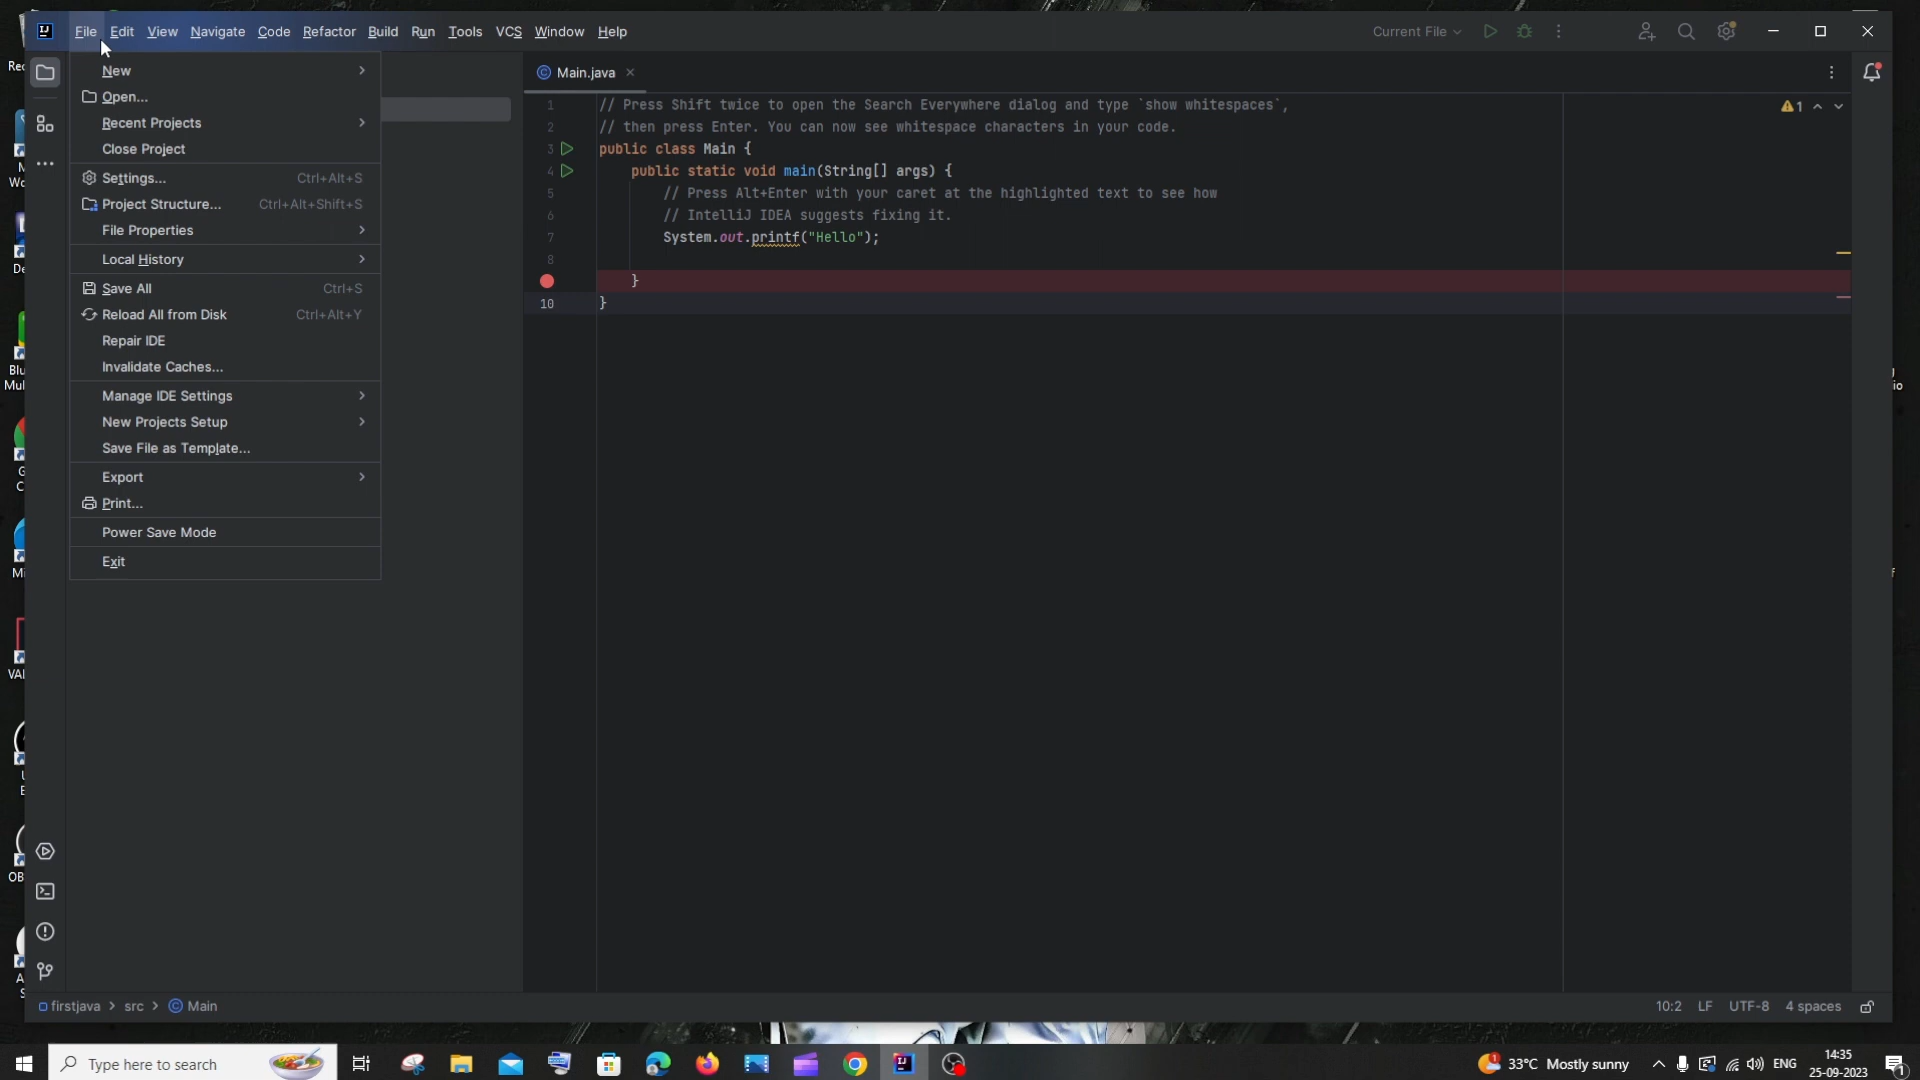 File Edit View Navigate Code Refactor Build Run Tools VCS Window Help
Current File
New
Open...
Recent Projects
Close Project
Settings... Ctrl+Alt+S
Project Structure... Ctrl+Alt+Shift+S
File Properties
Local History
Save All Ctrl+S
Reload All from Disk Ctrl+Alt+Y
Repair IDE
Invalidate Caches...
Manage IDE Settings
New Projects Setup
Save File as Template...
Export
Print...
Power Save Mode
Exit
Main.java
1 // Press Shift twice to open the Search Everywhere dialog and type `show whitespaces`,
2 // then press Enter. You can now see whitespace characters in your code.
3 public class Main {
4 public static void main(String[] args) {
5 // Press Alt+Enter with your caret at the highlighted text to see how
6 // IntelliJ IDEA suggests fixing it.
7 System.out.printf("Hello");
8
}
10 }
1
firstjava > src > Main
10:2 LF UTF-8 4 spaces
Type here to search
33°C Mostly sunny
ENG
14:35
25-09-2023